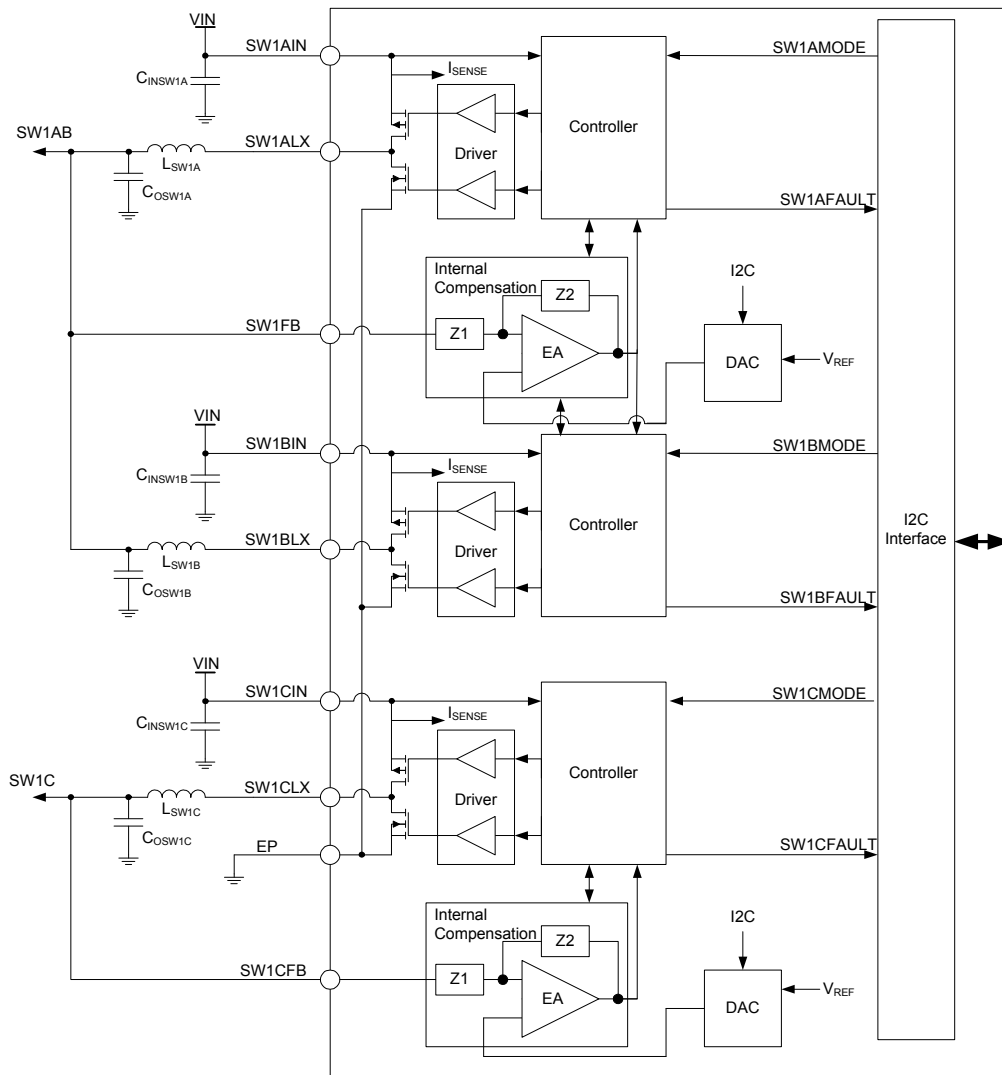 VIN
SW1AIN
SW1AMODE
ISENSE
CINSW1A
Controller
SW1AB
SW1ALX
Driver
LSW1A
COSW1A
SW1AFAULT
Internal
Compensation
I2C
Z2
SW1FB
Z1
EA
DAC
VREF
VIN
SW1BIN
SW1BMODE
ISENSE
CINSW1B
Controller
I2C
Interface
SW1BLX
Driver
LSW1B
COSW1B
SW1BFAULT
VIN
SW1CIN
SW1CMODE
ISENSE
CINSW1C
Controller
SW1C
SW1CLX
Driver
LSW1C
COSW1C
EP
SW1CFAULT
Internal
Compensation
I2C
Z2
SW1CFB
Z1
EA
DAC
VREF